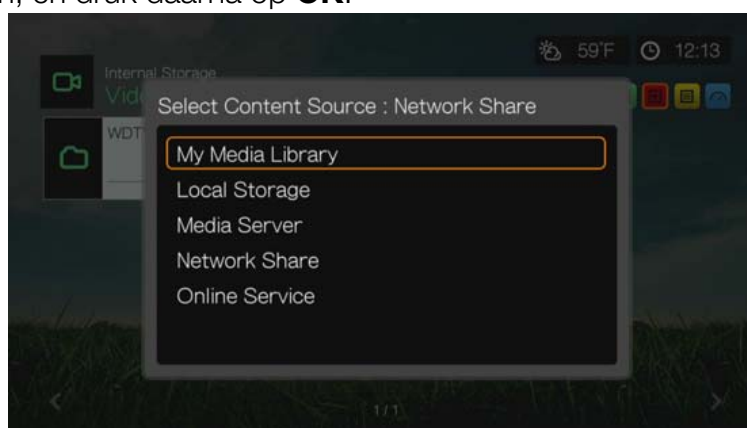 en druk daarna op OK.
59°F 12:13
Internal Storage
Select Content Source : Network Share
WDT
My Media Library
Local Storage
Media Server
Network Share
Online Service
1/1